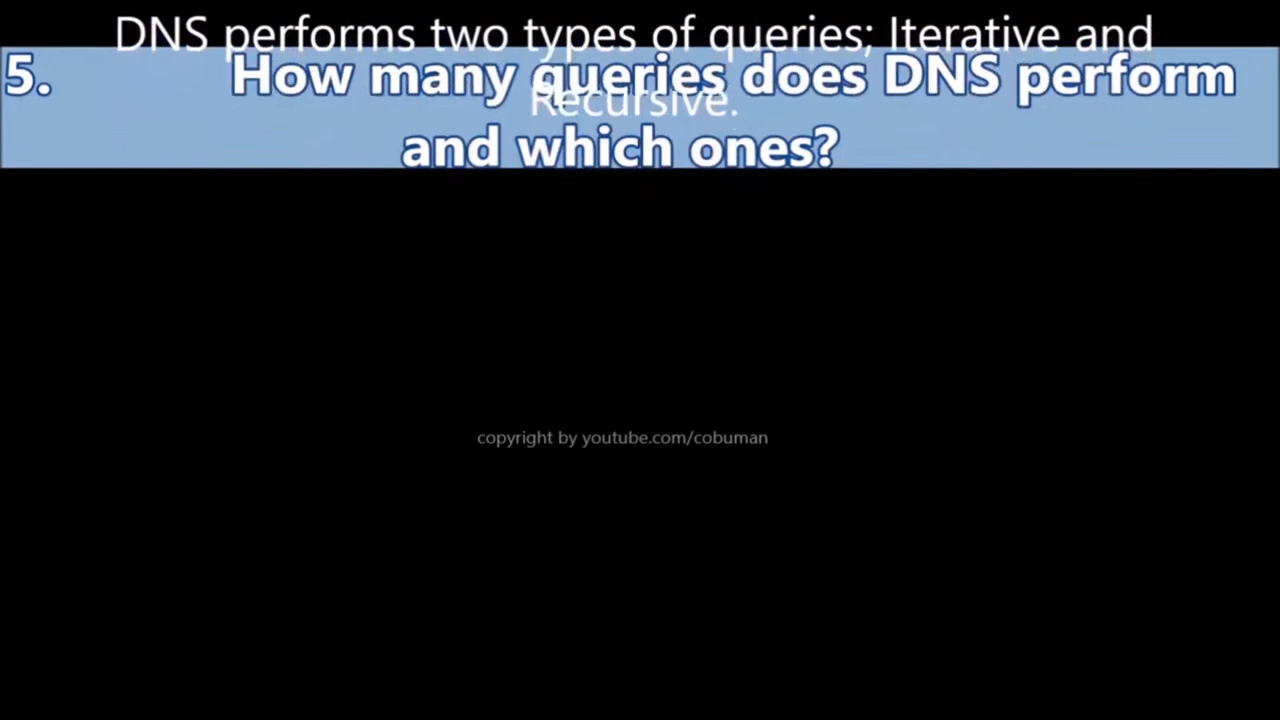 DNS performs two types of queries; Iterative and
Recursive.
5. How many queries does DNS perform
and which ones?
copyright by youtube.com/cobuman